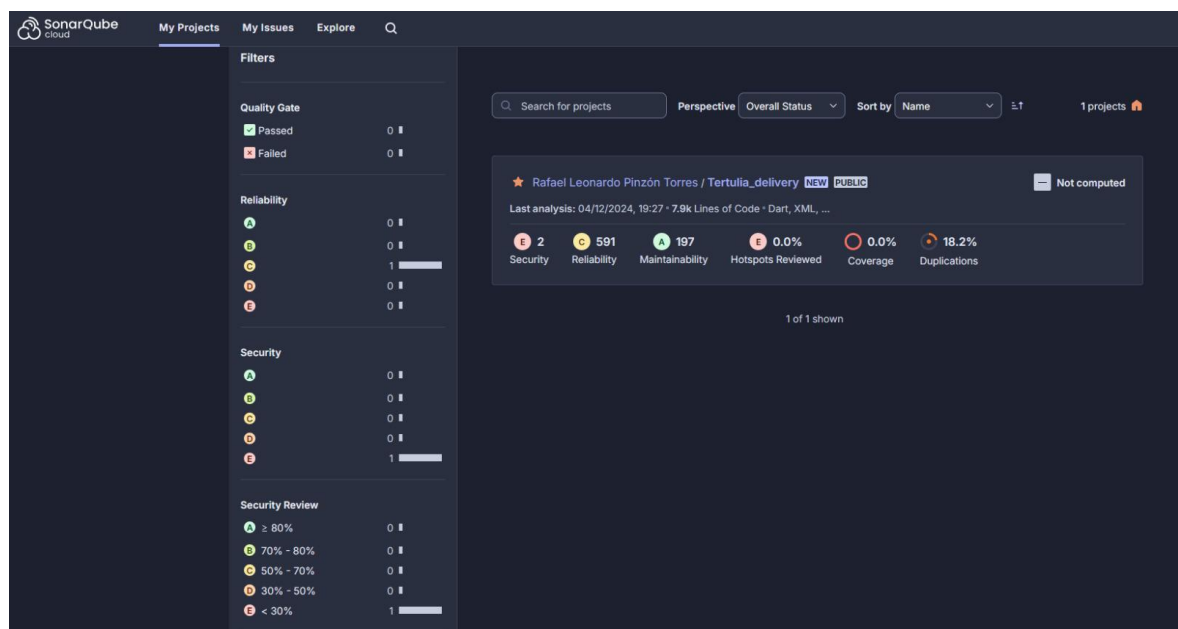 SonarQube cloud My Projects My Issues Explore
Filters
Quality Gate
Passed 0
Failed 0
Reliability
A 0
B 0
C 1
D 0
E 0
Security
A 0
B 0
C 0
D 0
E 1
Security Review
A ≥ 80% 0
B 70% - 80% 0
C 50% - 70% 0
D 30% - 50% 0
E < 30% 1
Search for projects Perspective Overall Status Sort by Name 1 projects
Rafael Leonardo Pinzón Torres / Tertulia_delivery NEW PUBLIC Not computed
Last analysis: 04/12/2024, 19:27 • 7.9k Lines of Code • Dart, XML, ...
E 2 C 591 A 197 E 0.0% 0.0% 18.2%
Security Reliability Maintainability Hotspots Reviewed Coverage Duplications
1 of 1 shown